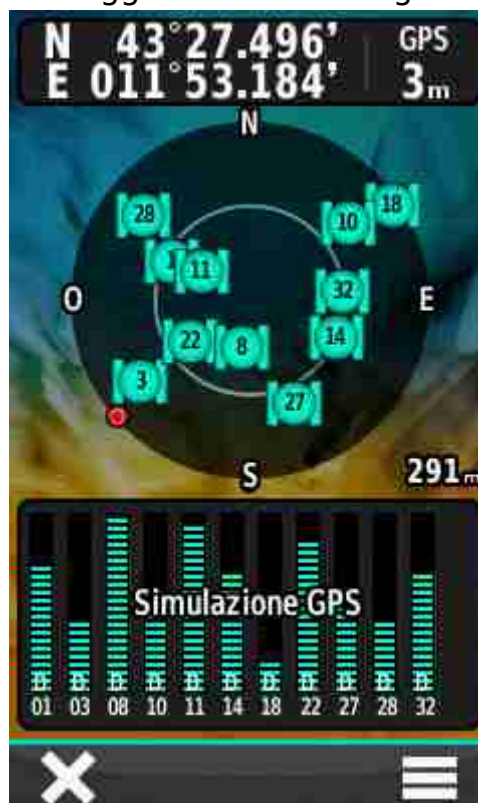 N 43°27.496' GPS
E 011°53.184' 3m
N
28
18
10
11
O
32
E
22
8
14
3
27
S
291m
Simulazione GPS
D D D D D D D D D D D
01 03 08 10 11 14 18 22 27 28 32